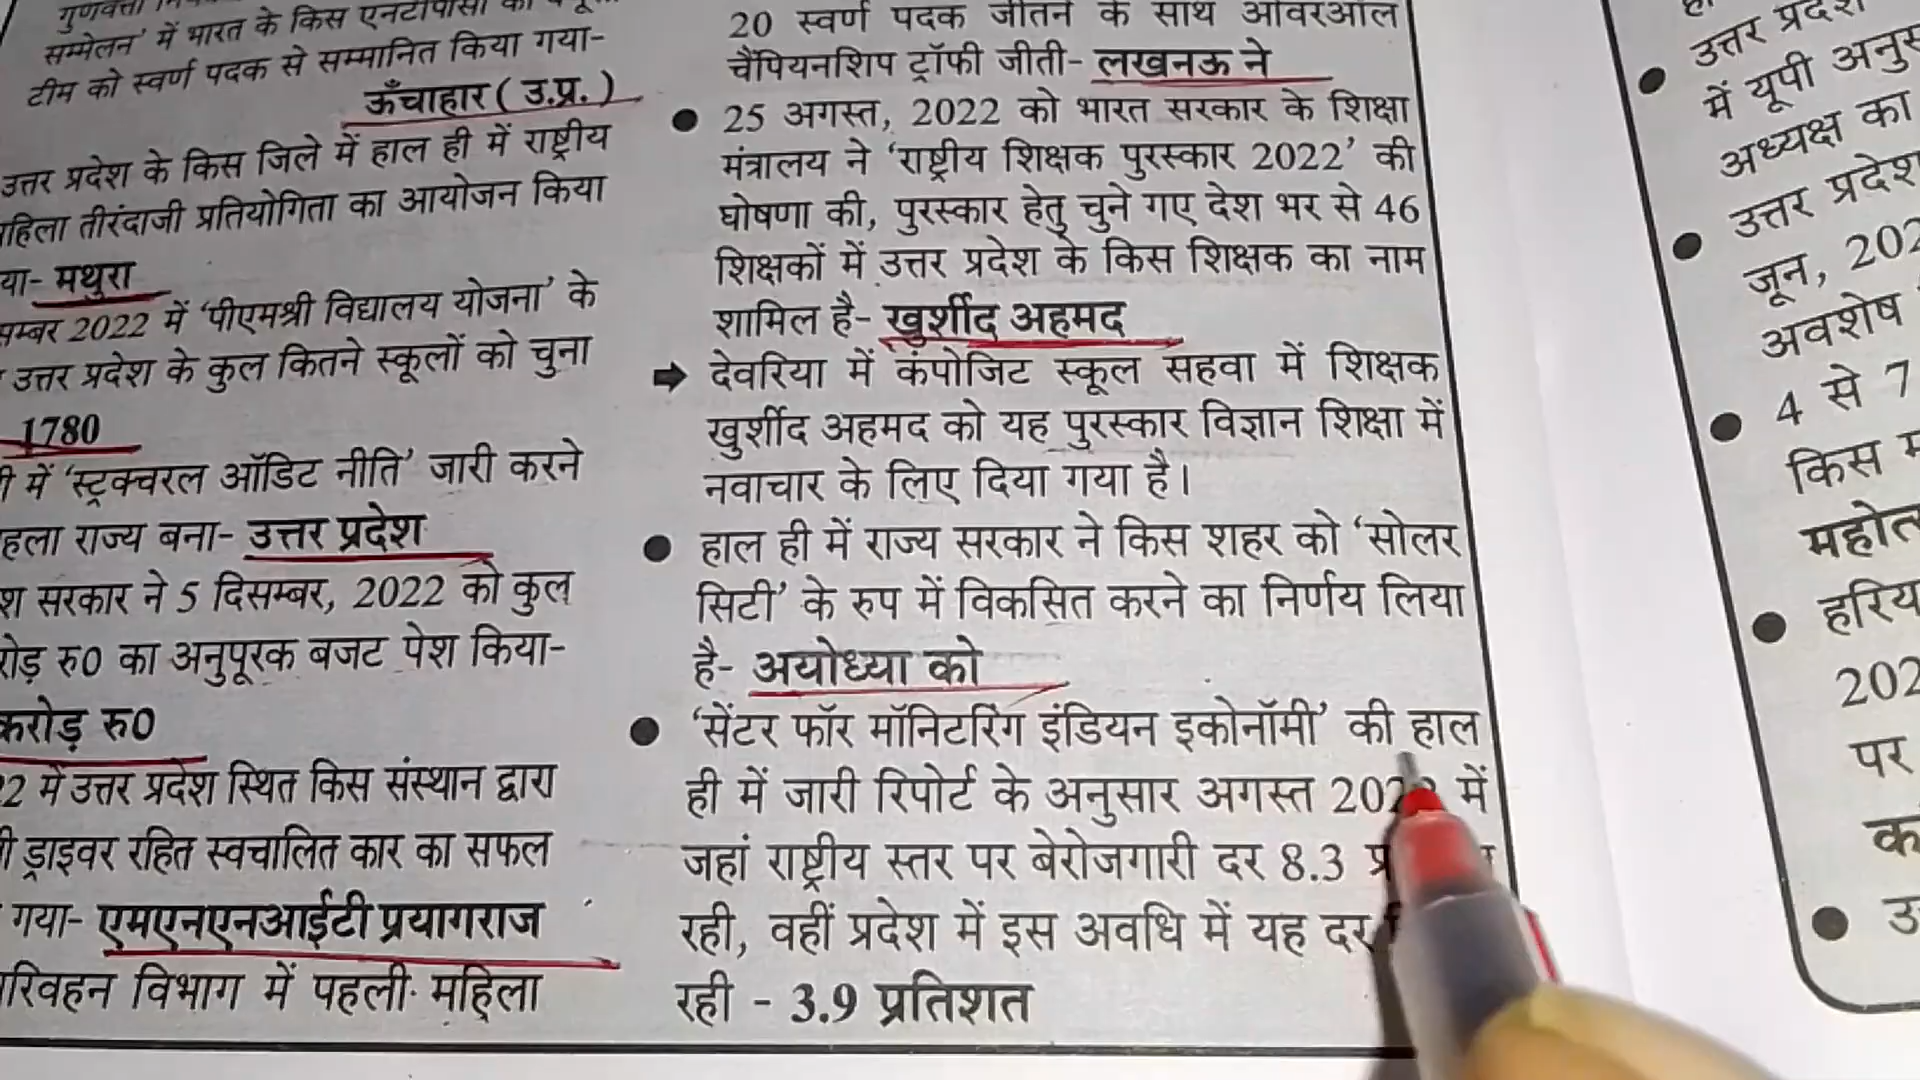 सम्मेलन' में भारत के किस एनटीपीसी की
टीम को स्वर्ण पदक से सम्मानित किया गया-
ऊँचाहार ( उ.प्र. )
उत्तर प्रदेश के किस जिले में हाल ही में राष्ट्रीय
महिला तीरंदाजी प्रतियोगिता का आयोजन किया
या- मथुरा
सम्बर 2022 में 'पीएमश्री विद्यालय योजना' के
उत्तर प्रदेश के कुल कितने स्कूलों को चुना
1780
में 'स्ट्रक्चरल ऑडिट नीति' जारी करने
हला राज्य बना- उत्तर प्रदेश
श सरकार ने 5 दिसम्बर, 2022 को कुल
रोड़ रु0 का अनुपूरक बजट पेश किया-
करोड़ रु0
2 में उत्तर प्रदेश स्थित किस संस्थान द्वारा
ड्राइवर रहित स्वचालित कार का सफल
गया- एमएनएनआईटी प्रयागराज
रिवहन विभाग में पहली महिला
20 स्वर्ण पदक जीतने के साथ ओवरऑल
चैंपियनशिप ट्रॉफी जीती- लखनऊ ने
● 25 अगस्त, 2022 को भारत सरकार के शिक्षा
मंत्रालय ने 'राष्ट्रीय शिक्षक पुरस्कार 2022' की
घोषणा की, पुरस्कार हेतु चुने गए देश भर से 46
शिक्षकों में उत्तर प्रदेश के किस शिक्षक का नाम
शामिल है- खुर्शीद अहमद
➡ देवरिया में कंपोजिट स्कूल सहवा में शिक्षक
खुर्शीद अहमद को यह पुरस्कार विज्ञान शिक्षा में
नवाचार के लिए दिया गया है।
● हाल ही में राज्य सरकार ने किस शहर को 'सोलर
सिटी' के रुप में विकसित करने का निर्णय लिया
है- अयोध्या को
● 'सेंटर फॉर मॉनिटरिंग इंडियन इकोनॉमी' की हाल
ही में जारी रिपोर्ट के अनुसार अगस्त 2022 में
जहां राष्ट्रीय स्तर पर बेरोजगारी दर 8.3
रही, वहीं प्रदेश में इस अवधि में यह दर
रही - 3.9 प्रतिशत
उत्तर प्रदेश
● में यूपी अनुस
अध्यक्ष का
● उत्तर प्रदेश
जून, 202
अवशेष
● 4 से 7
किस
महोत
● हरिय
202
पर
● उ